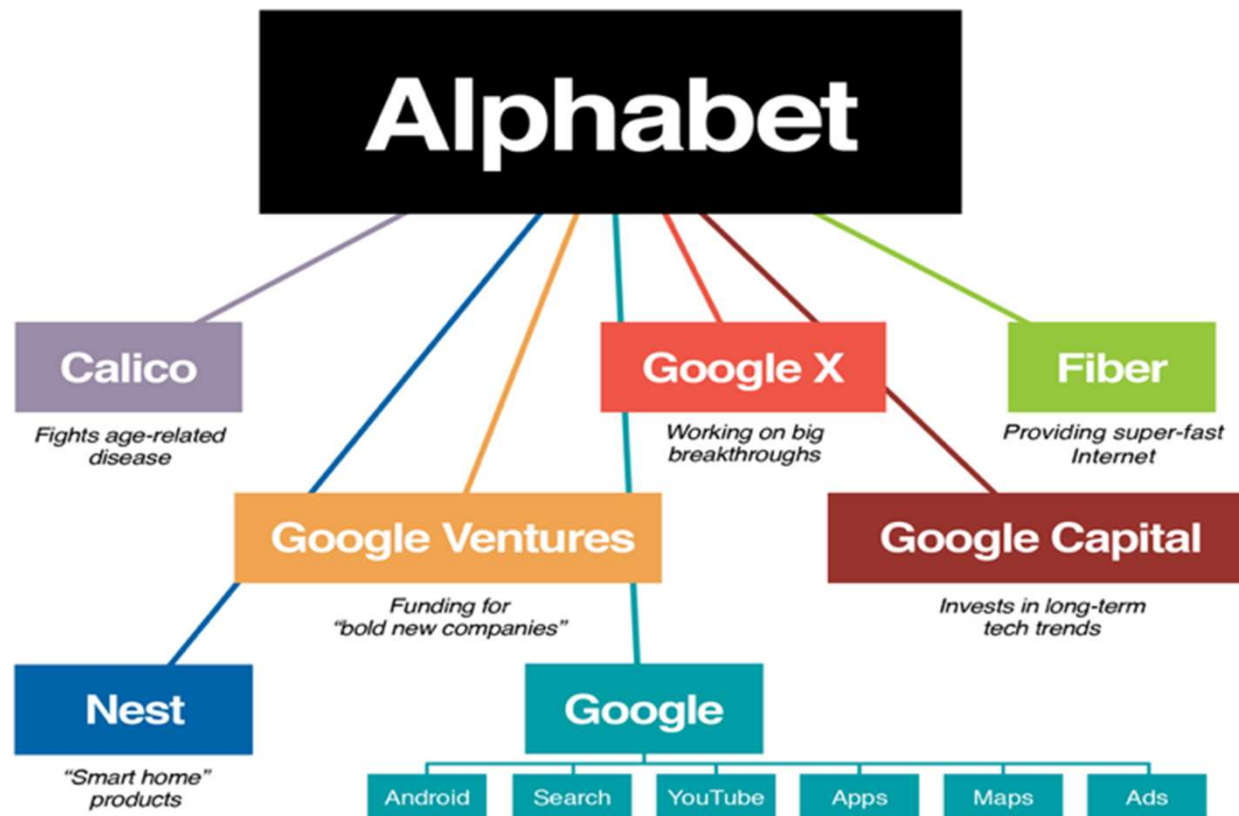 Alphabet
Calico
Fights age-related
disease
Google X
Working on big
breakthroughs
Fiber
Providing super-fast
Internet
Google Ventures
Funding for
“bold new companies”
Google Capital
Invests in long-term
tech trends
Nest
“Smart home”
products
Google
Android
Search
YouTube
Apps
Maps
Ads